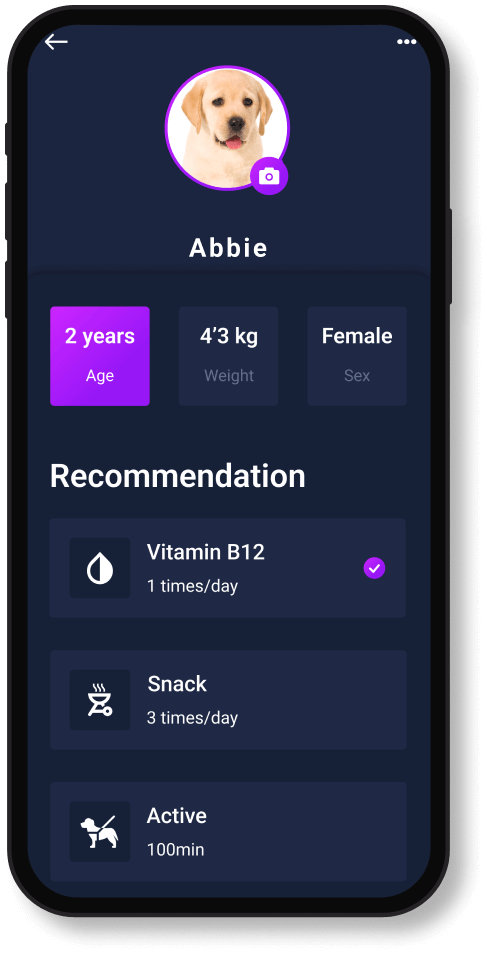 Abbie
2 years
Age
4’3 kg
Weight
Female
Sex
Recommendation
Vitamin B12
1 times/day
Snack
3 times/day
Active
100min